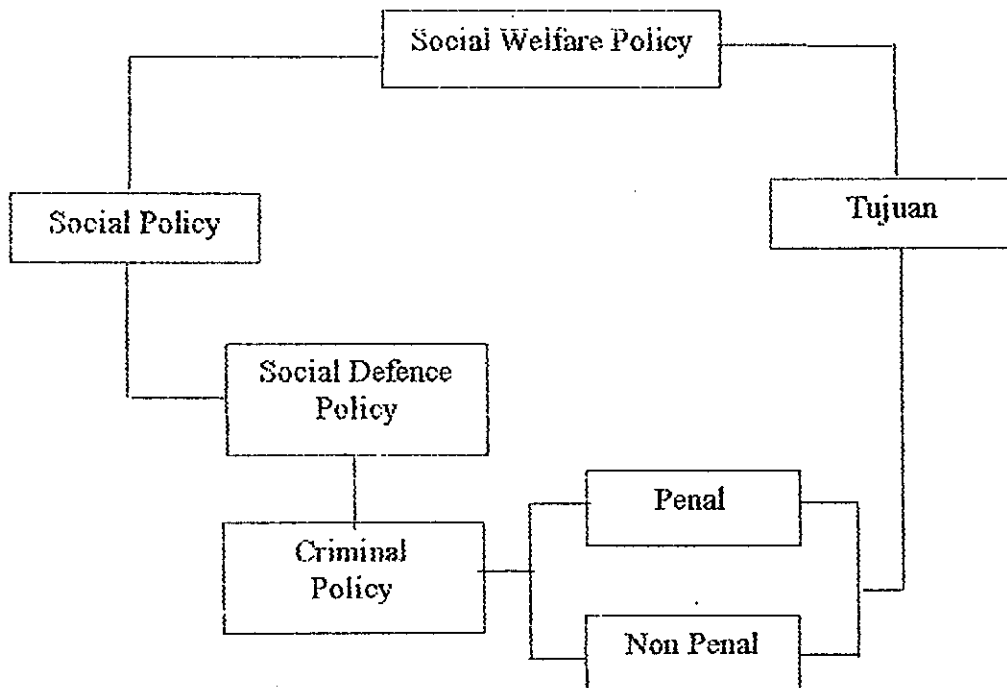 Social Welfare Policy
Social Policy
Tujuan
Social Defence
Policy
Penal
Criminal
Policy
Non Penal